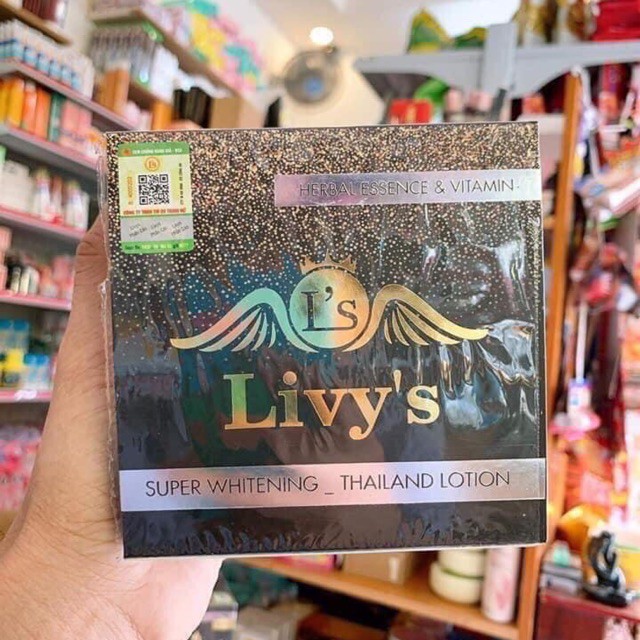 HERBAL ESSENCE & VITAMIN
L's
Livy's
SUPER WHITENING _ THAILAND LOTION